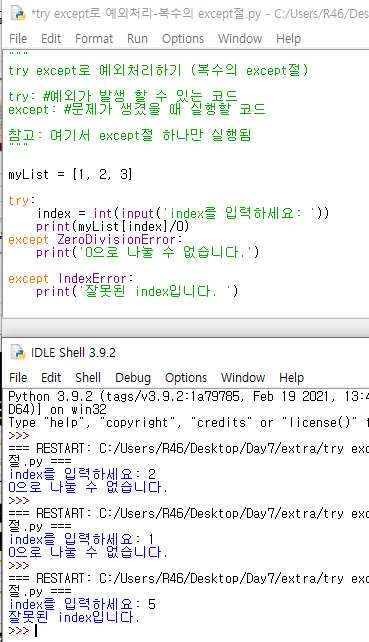 *try except로 예외처리-복수의 except절.py - C:/Users/R46/Des
File Edit Format Run Options Window Help
"""
try except로 예외처리하기 (복수의 except절)
try: #예외가 발생 할 수 있는 코드
except: #문제가 생겼을 때 실행할 코드
참고: 여기서 except절 하나만 실행됨
"""
myList = [1, 2, 3]
try:
index = int(input('index를 입력하세요: '))
print(myList[index]/0)
except ZeroDivisionError:
print('0으로 나눌 수 없습니다.')
except IndexError:
print('잘못된 index입니다. ')
IDLE Shell 3.9.2
File Edit Shell Debug Options Window Help
Python 3.9.2 (tags/v3.9.2:1a79785, Feb 19 2021, 13:4
D64)] on win32
Type "help", "copyright", "credits" or "license()" f
>>>
=== RESTART: C:/Users/R46/Desktop/Day7/extra/try exc
절.py ===
index를 입력하세요: 2
0으로 나눌 수 없습니다.
>>>
=== RESTART: C:/Users/R46/Desktop/Day7/extra/try exc
절.py ===
index를 입력하세요: 1
0으로 나눌 수 없습니다.
>>>
=== RESTART: C:/Users/R46/Desktop/Day7/extra/try exc
절.py ===
index를 입력하세요: 5
잘못된 index입니다.
>>>